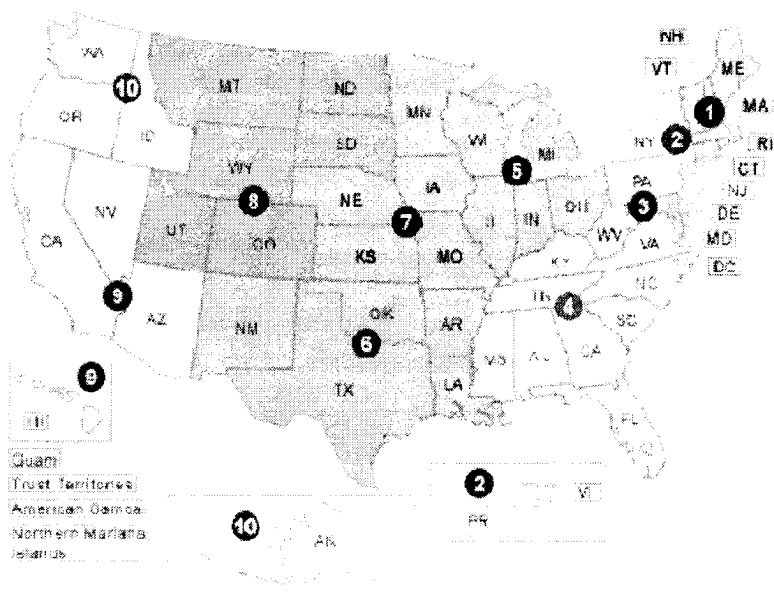 NH
WA
VT
ME
10
MT
ND
1
MA
OR
MN
ID
SD
WI
NY
2
RI
WY
MI
5
CT
IA
PA
NJ
NE
8
3
DE
NV
7
IN
OH
UT
WV
CO
VA
MD
CA
KS
MO
KY
DC
9
NC
TN
4
AZ
OK
AR
NM
SC
6
MS
GA
9
TX
LA
FL
Guam
2
VI
Trust Territories
American Samoa
10
PR
Northern Mariana
AK
Islands